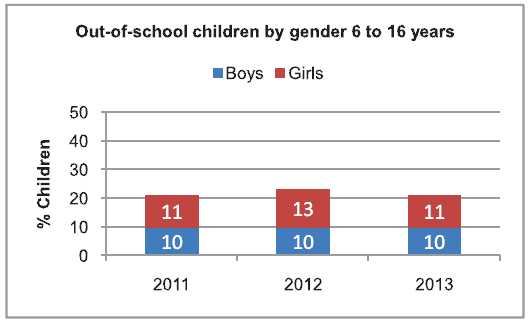 Out-of-school children by gender 6 to 16 years
Boys Girls
% Children
50
40
30
20
10
0
11 13 11
10 10 10
2011 2012 2013